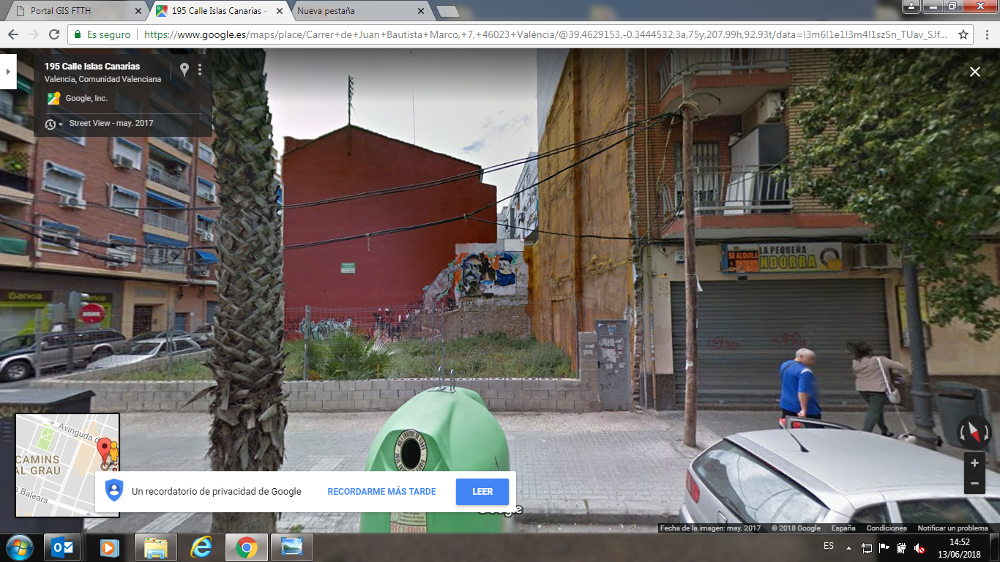 Portal GIS FTTH
195 Calle Islas Canarias -
Nueva pestaña
Es seguro
https://www.google.es/maps/place/Carrer+de+Juan+Bautista+Marco,+7,+46023+València/@39.4629153,-0.3444532,3a,75y,207.99h,92.93t/data=!3m6!1e1!3m4!1szSn_TUav_SJf...
195 Calle Islas Canarias
Valencia, Comunidad Valenciana
Google, Inc.
Street View - may. 2017
LA PEQUEÑA
SE ALQUILA
NDORRA
Bankia
Avinguda d
CAMINS
AL GRAU
s Balears
Un recordatorio de privacidad de Google
RECORDARME MÁS TARDE
LEER
Google
RECUERDA
Fecha de la imagen: may. 2017
© 2018 Google
España
Condiciones
Notificar un problema
ES
14:52
13/06/2018